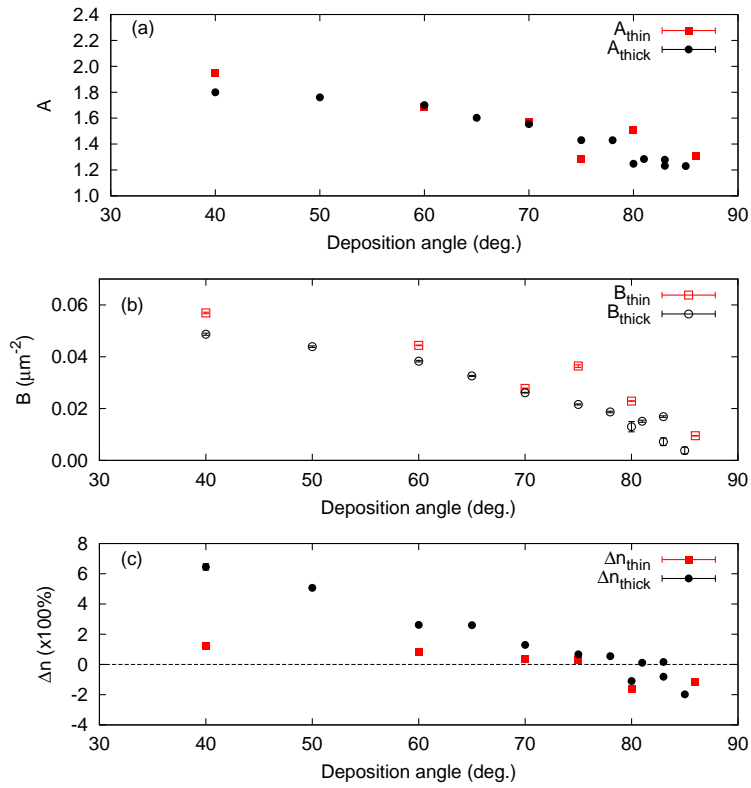 (a)
A_thin
A_thick
A
2.4
2.2
2.0
1.8
1.6
1.4
1.2
1.0
30 40 50 60 70 80 90
Deposition angle (deg.)
(b)
B_thin
B_thick
B (μm⁻²)
0.06
0.04
0.02
0.00
30 40 50 60 70 80 90
Deposition angle (deg.)
(c)
Δn_thin
Δn_thick
Δn (x100%)
8
6
4
2
0
-2
-4
30 40 50 60 70 80 90
Deposition angle (deg.)